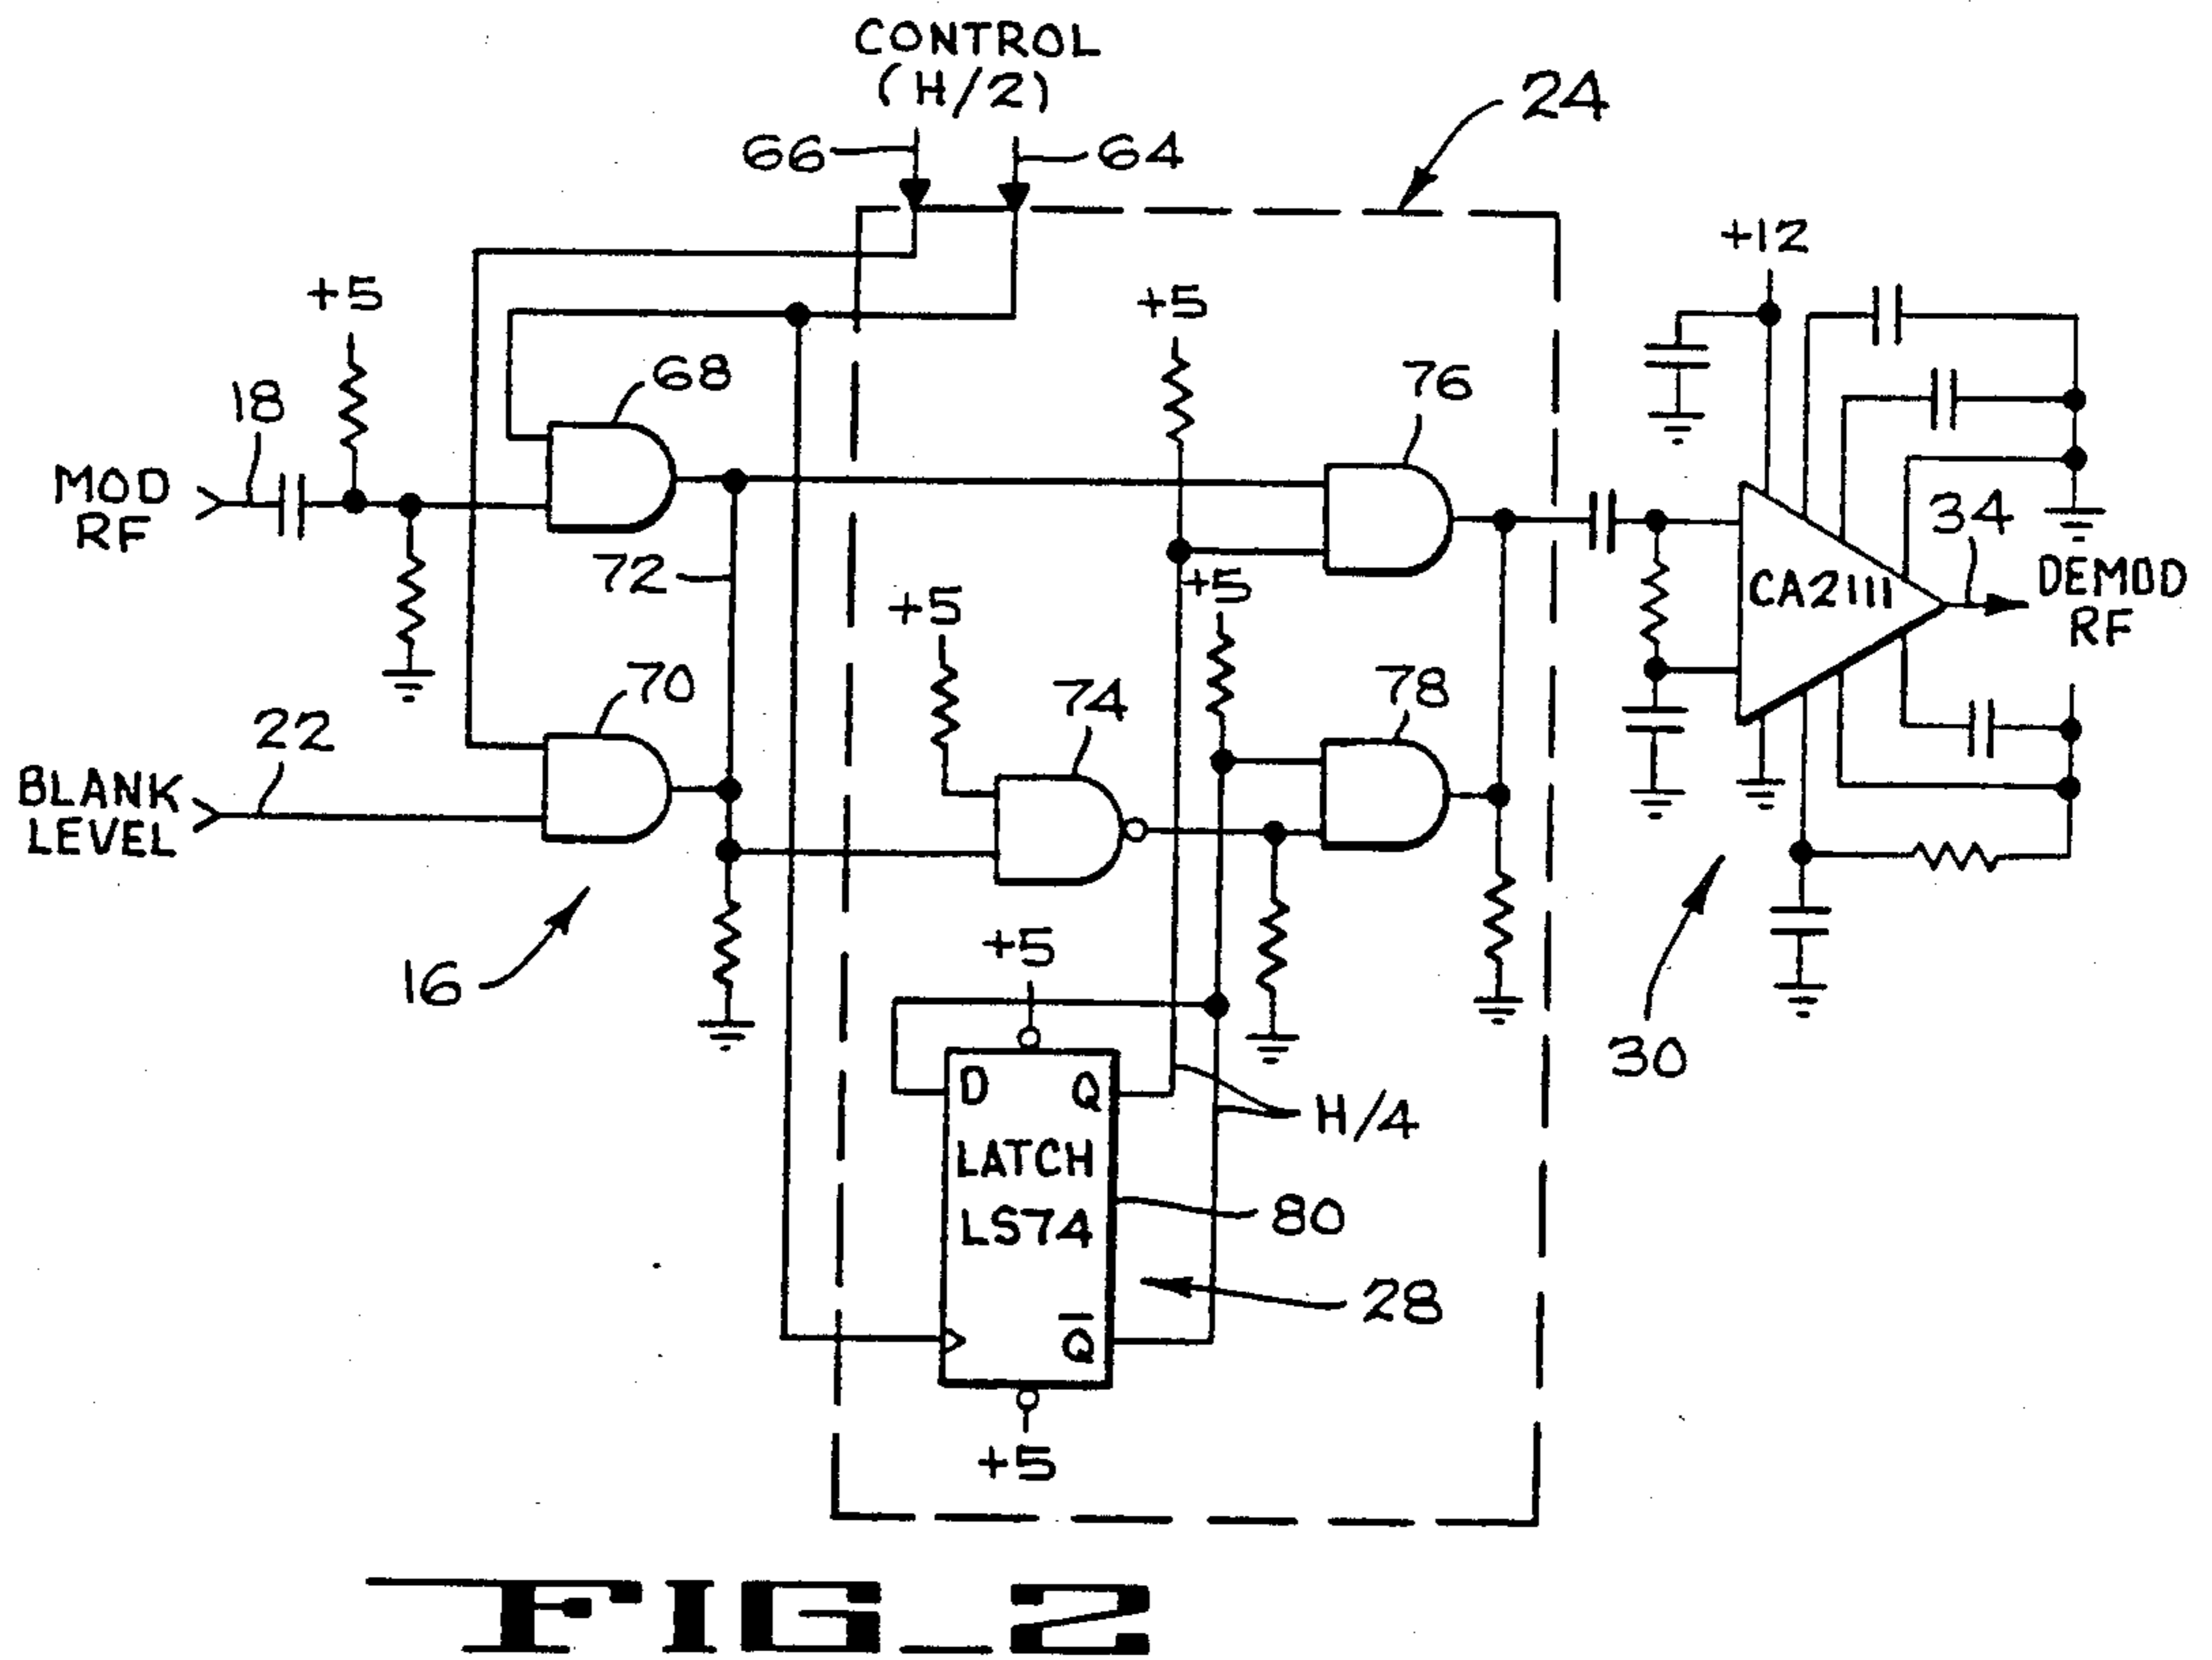 CONTROL
(H/2)
24
66
64
+12
+5
+5
68
76
18
MOD
RF
34
72
+5
+5
CA2111
DEMOD
RF
70
74
78
22
BLANK
LEVEL
+5
16
30
D
Q
H/4
LATCH
LS74
80
28
Q̅
+5
FIG_2